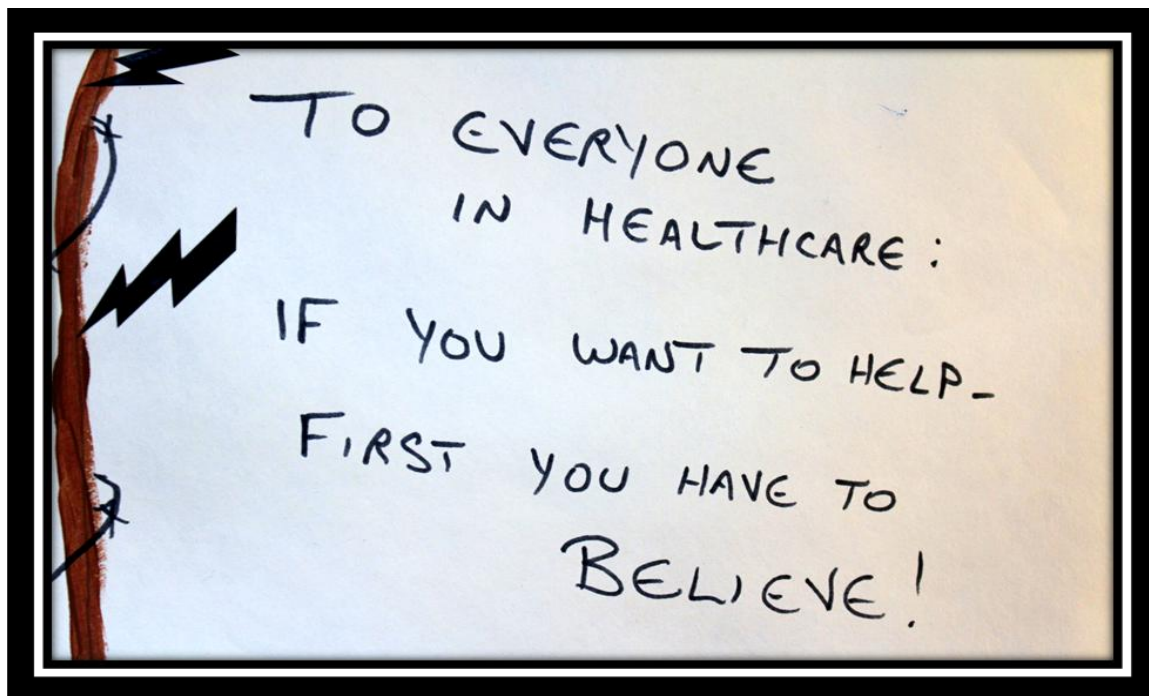 TO EVERYONE
IN HEALTHCARE:
IF YOU WANT TO HELP-
FIRST YOU HAVE TO
BELIEVE!